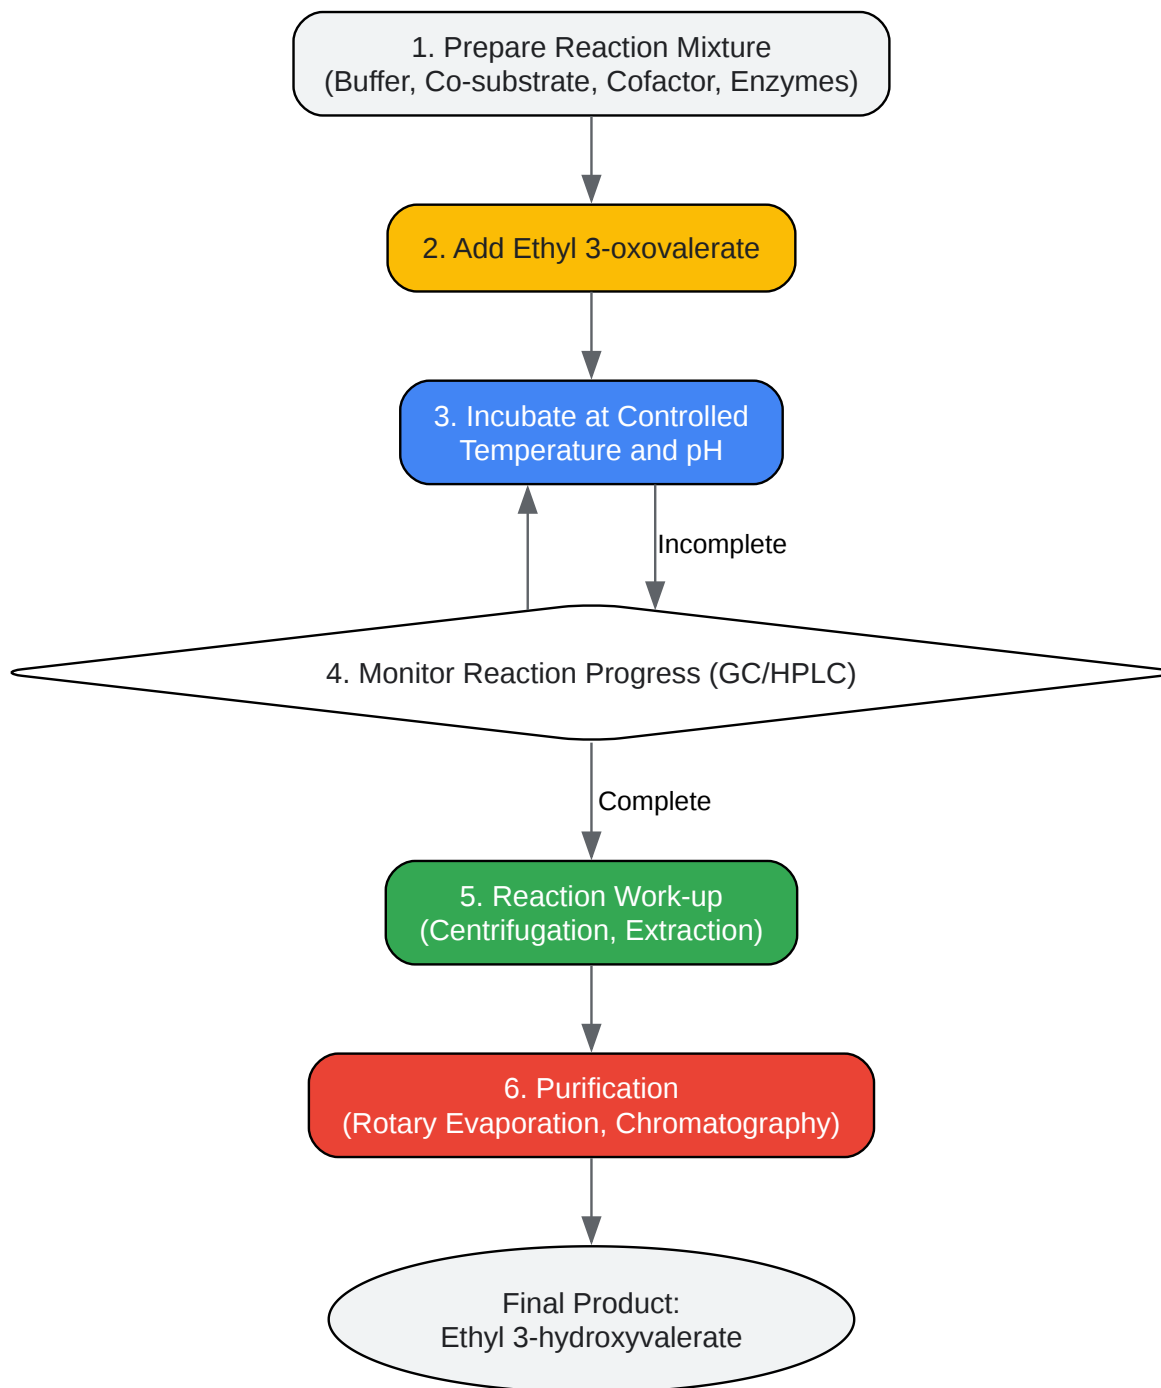 1. Prepare Reaction Mixture
(Buffer, Co-substrate, Cofactor, Enzymes)
2. Add Ethyl 3-oxovalerate
3. Incubate at Controlled
Temperature and pH
Incomplete
4. Monitor Reaction Progress (GC/HPLC)
Complete
5. Reaction Work-up
(Centrifugation, Extraction)
6. Purification
(Rotary Evaporation, Chromatography)
Final Product:
Ethyl 3-hydroxyvalerate